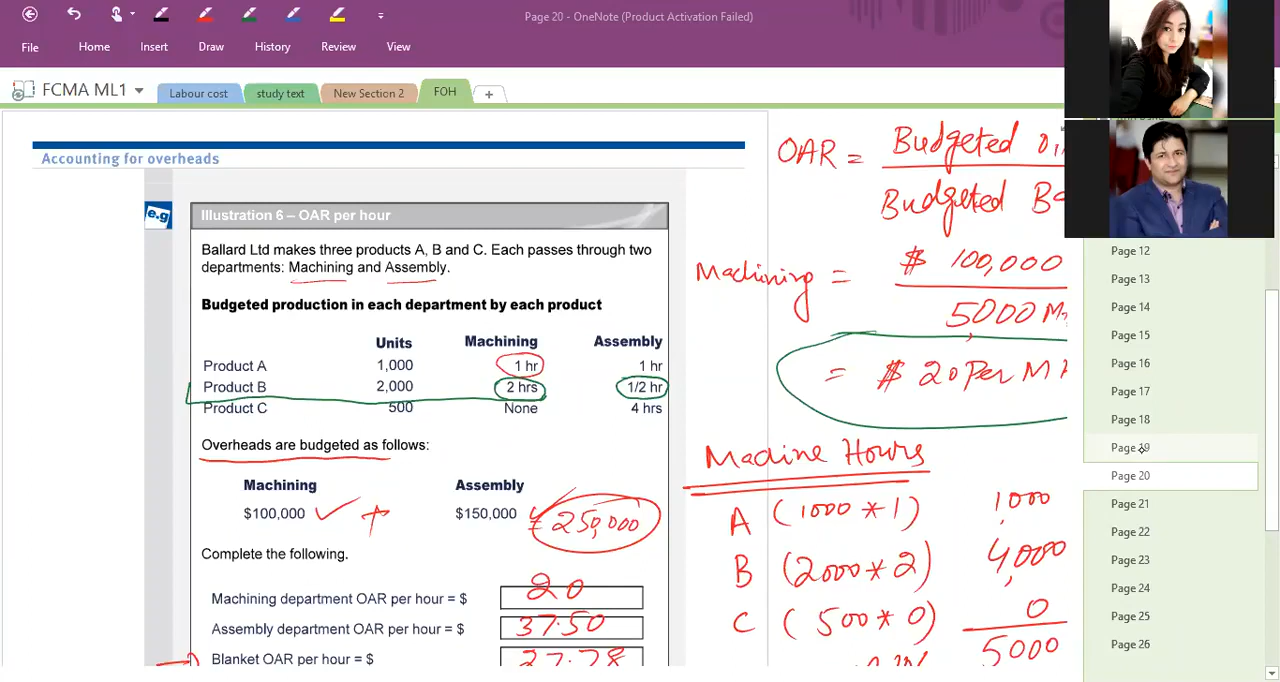 Page 20 - OneNote (Product Activation Failed)
File Home Insert Draw History Review View
FCMA ML1 Labour cost study text New Section 2 FOH +
Accounting for overheads
e.g Illustration 6 – OAR per hour
Ballard Ltd makes three products A, B and C. Each passes through two
departments: Machining and Assembly.
Budgeted production in each department by each product
Units Machining Assembly
Product A 1,000 1 hr 1 hr
Product B 2,000 2 hrs 1/2 hr
Product C 500 None 4 hrs
Overheads are budgeted as follows:
Machining Assembly
$100,000 + $150,000 = 250,000
Complete the following.
Machining department OAR per hour = $ 20
Assembly department OAR per hour = $ 37.50
Blanket OAR per hour = $ 27.78
OAR = Budgeted
Budgeted
Machining = $ 100,000
5000
= $ 20 Per M
Madine Hours
A (1000 * 1) 1000
B (2000 * 2) 4,000
C ( 500 * 0) 0
5000
Page 12
Page 13
Page 14
Page 15
Page 16
Page 17
Page 18
Page 19
Page 20
Page 21
Page 22
Page 23
Page 24
Page 25
Page 26